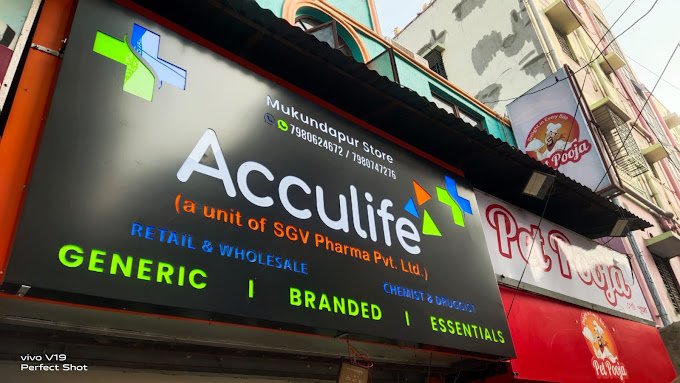 Mukundapur Store
7980624672 / 7980747276
Acculife
(a unit of SGV Pharma Pvt. Ltd.)
RETAIL & WHOLESALE
CHEMIST & DRUGGIST
GENERIC | BRANDED | ESSENTIALS
Pet Pooja
Pet Pooja
Pet Pooja
vivo V19
Perfect Shot